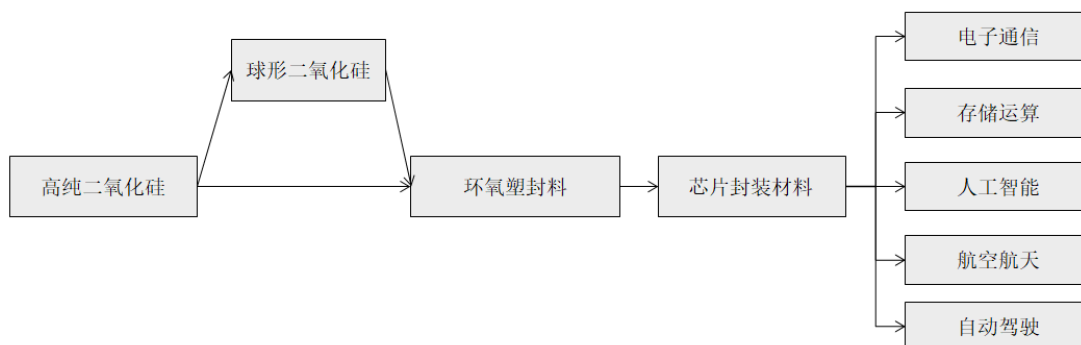 高纯二氧化硅
球形二氧化硅
环氧塑封料
芯片封装材料
电子通信
存储运算
人工智能
航空航天
自动驾驶